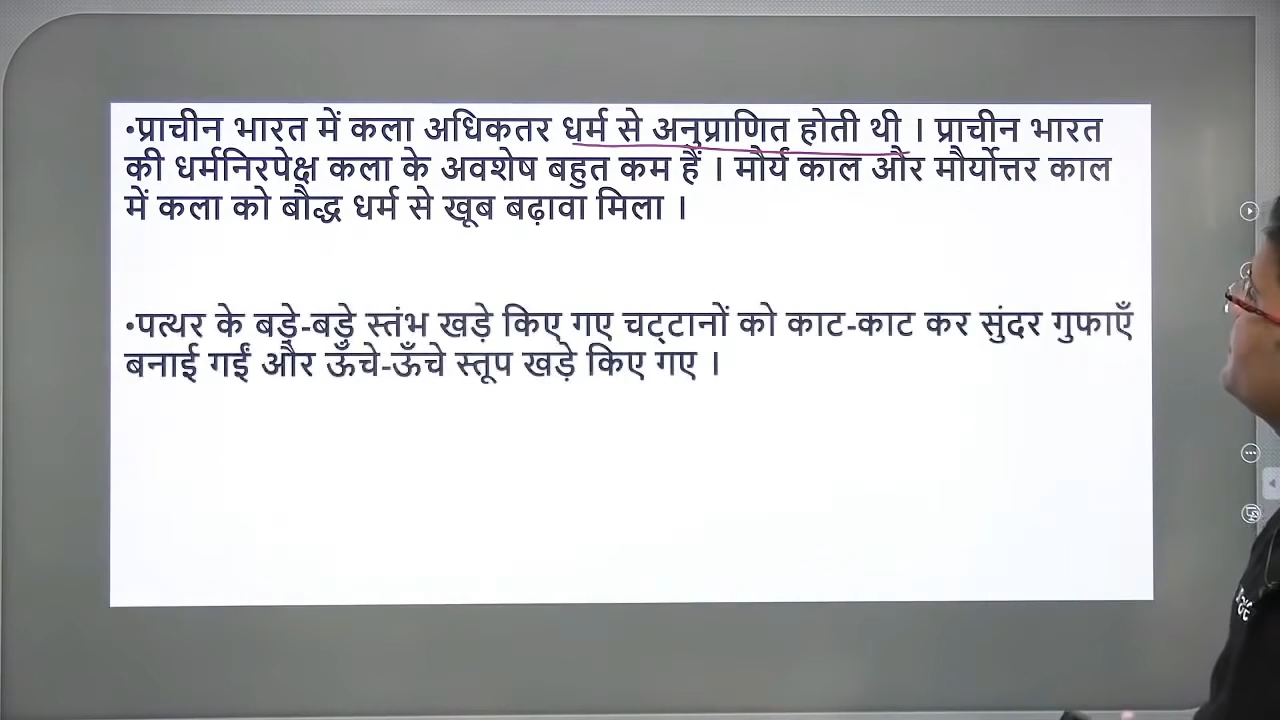 •प्राचीन भारत में कला अधिकतर धर्म से अनुप्राणित होती थी । प्राचीन भारत
की धर्मनिरपेक्ष कला के अवशेष बहुत कम हैं । मौर्य काल और मौर्योत्तर काल
में कला को बौद्ध धर्म से खूब बढ़ावा मिला ।
•पत्थर के बड़े-बड़े स्तंभ खड़े किए गए चट्टानों को काट-काट कर सुंदर गुफाएँ
बनाई गईं और ऊँचे-ऊँचे स्तूप खड़े किए गए ।